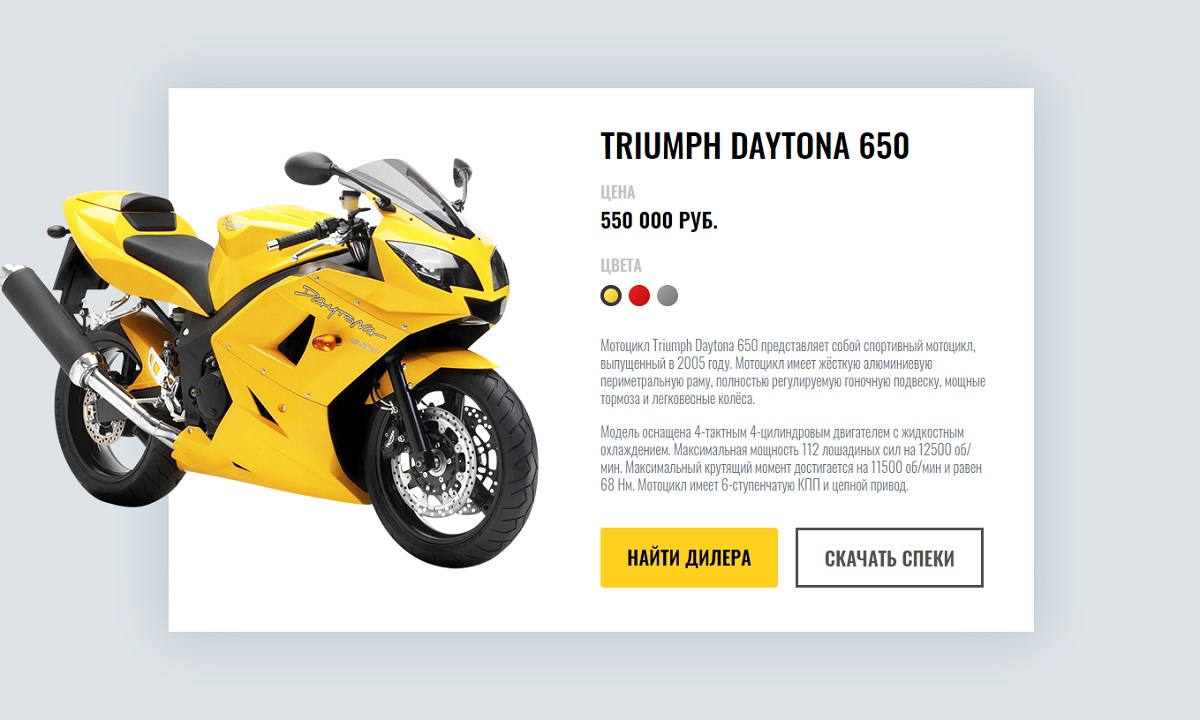 TRIUMPH DAYTONA 650
ЦЕНА
550 000 РУБ.
ЦВЕТА
DAYTONA
Мотоцикл Triumph Daytona 650 представляет собой спортивный мотоцикл,
выпущенный в 2005 году. Мотоцикл имеет жёсткую алюминиевую
периметральную раму, полностью регулируемую гоночную подвеску, мощные
тормоза и легковесные колёса.
Модель оснащена 4-тактным 4-цилиндровым двигателем с жидкостным
охлаждением. Максимальная мощность 112 лошадиных сил на 12500 об/
мин. Максимальный крутящий момент достигается на 11500 об/мин и равен
68 Нм. Мотоцикл имеет 6-ступенчатую КПП и цепной привод.
НАЙТИ ДИЛЕРА
СКАЧАТЬ СПЕКИ